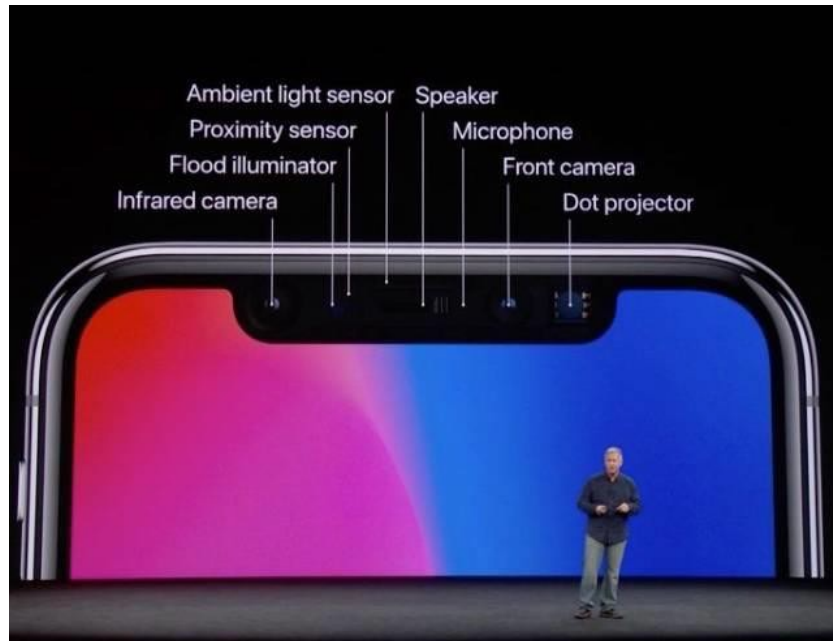 Ambient light sensor Speaker
Proximity sensor Microphone
Flood illuminator Front camera
Infrared camera Dot projector